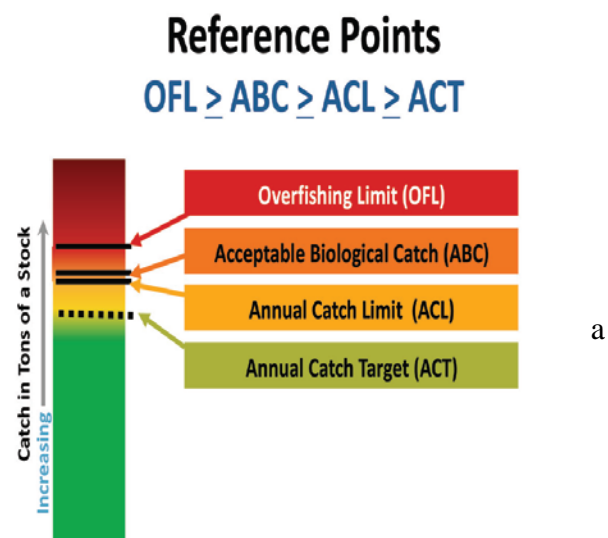 Reference Points
OFL ≥ ABC ≥ ACL ≥ ACT
Overfishing Limit (OFL)
Acceptable Biological Catch (ABC)
Annual Catch Limit (ACL)
Annual Catch Target (ACT)
Catch in Tons of a Stock
Increasing
a